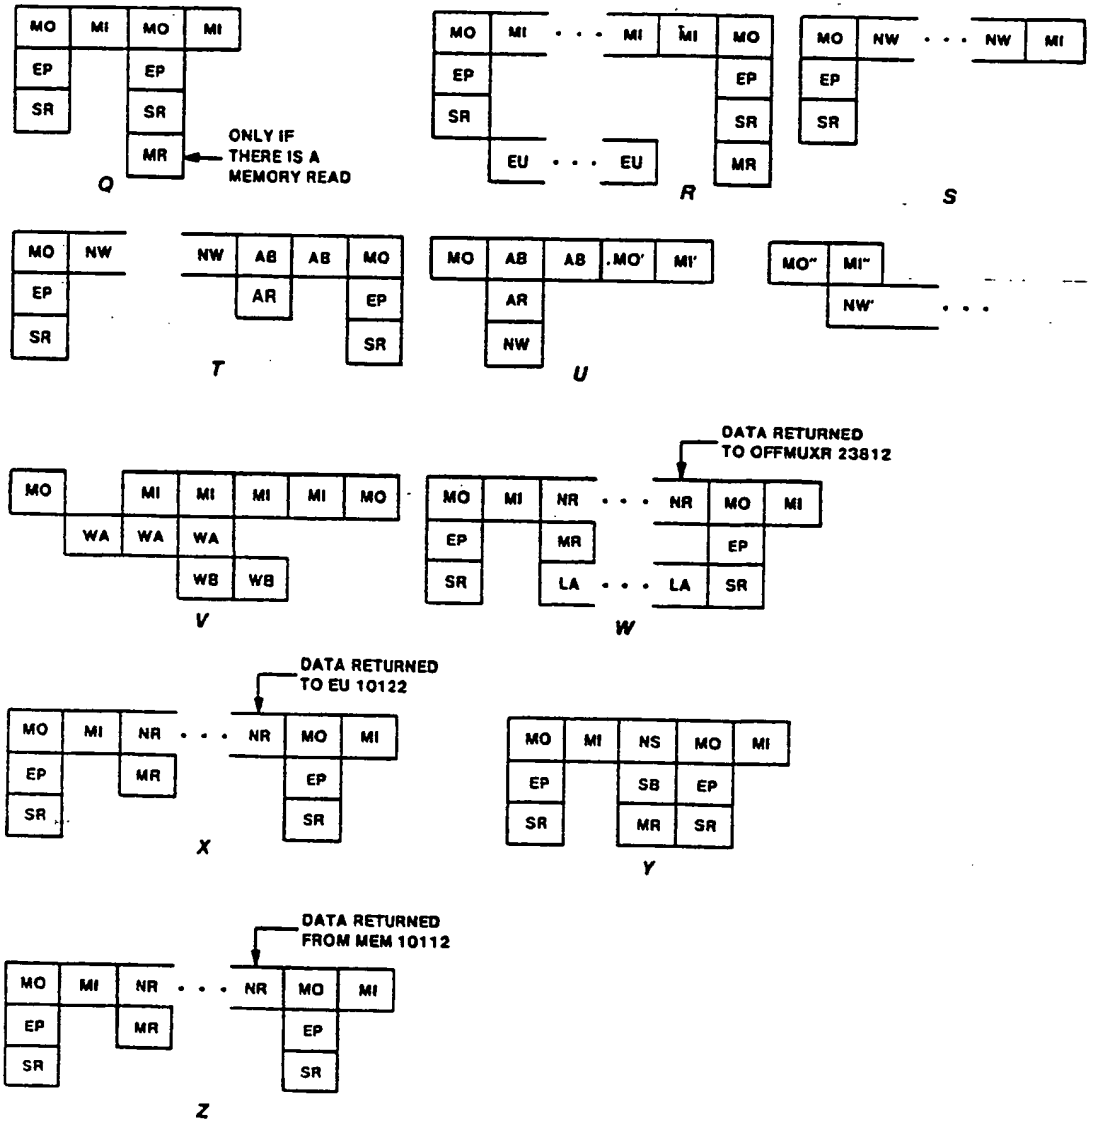 MO MI MO MI
EP EP
SR SR
MR
ONLY IF
THERE IS A
MEMORY READ
Q
MO MI · · · MI MI MO
EP EP
SR SR
EU · · · EU MR
R
MO NW · · · NW MI
EP
SR
S
MO NW NW AB AB MO
EP AR EP
SR SR
T
MO AB AB MO' MI'
AR
NW
U
MO" MI"
NW' · · ·
MO MI MI MI MI MO
WA WA WA
WB WB
V
DATA RETURNED
TO OFFMUXR 23812
MO MI NR · · · NR MO MI
EP MR EP
SR LA · · · LA SR
W
DATA RETURNED
TO EU 10122
MO MI NR · · · NR MO MI
EP MR EP
SR SR
X
MO MI NS MO MI
EP SB EP
SR MR SR
Y
DATA RETURNED
FROM MEM 10112
MO MI NR · · · NR MO MI
EP MR EP
SR SR
Z